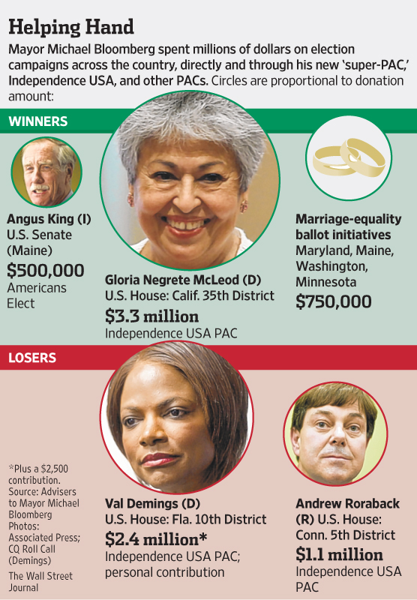 Helping Hand
Mayor Michael Bloomberg spent millions of dollars on election
campaigns across the country, directly and through his new ‘super-PAC,’
Independence USA, and other PACs. Circles are proportional to donation
amount:
WINNERS
Angus King (I)
U.S. Senate
(Maine)
$500,000
Americans
Elect
Gloria Negrete McLeod (D)
U.S. House: Calif. 35th District
$3.3 million
Independence USA PAC
Marriage-equality
ballot initiatives
Maryland, Maine,
Washington,
Minnesota
$750,000
LOSERS
Val Demings (D)
U.S. House: Fla. 10th District
$2.4 million*
Independence USA PAC;
personal contribution
Andrew Roraback
(R) U.S. House:
Conn. 5th District
$1.1 million
Independence USA
PAC
*Plus a $2,500
contribution.
Source: Advisers
to Mayor Michael
Bloomberg
Photos:
Associated Press;
CQ Roll Call
(Demings)
The Wall Street
Journal